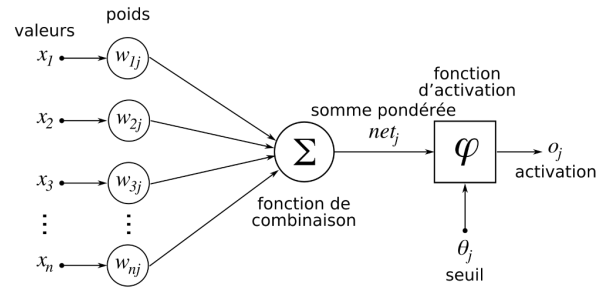 valeurs
poids
x1
w1j
x2
w2j
x3
w3j
xn
wnj
Σ
fonction de
combinaison
somme pondérée
netj
fonction
d'activation
φ
oj
activation
θj
seuil